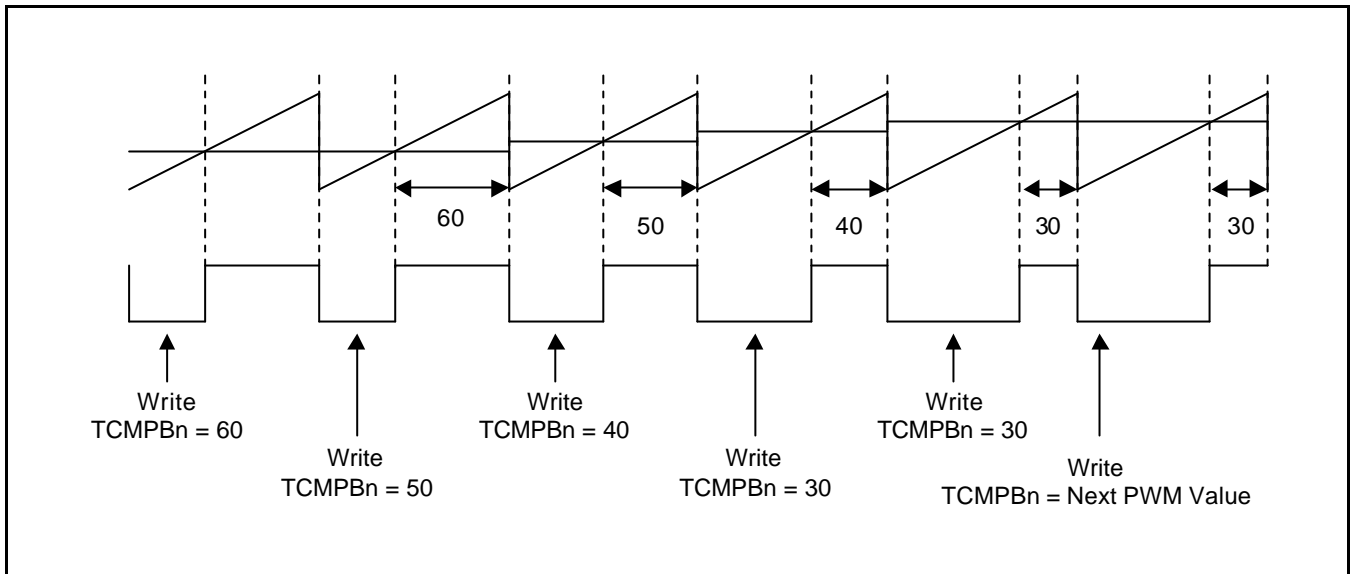 60
50
40
30
30
Write
TCMPBn = 60
Write
TCMPBn = 50
Write
TCMPBn = 40
Write
TCMPBn = 30
Write
TCMPBn = 30
Write
TCMPBn = Next PWM Value